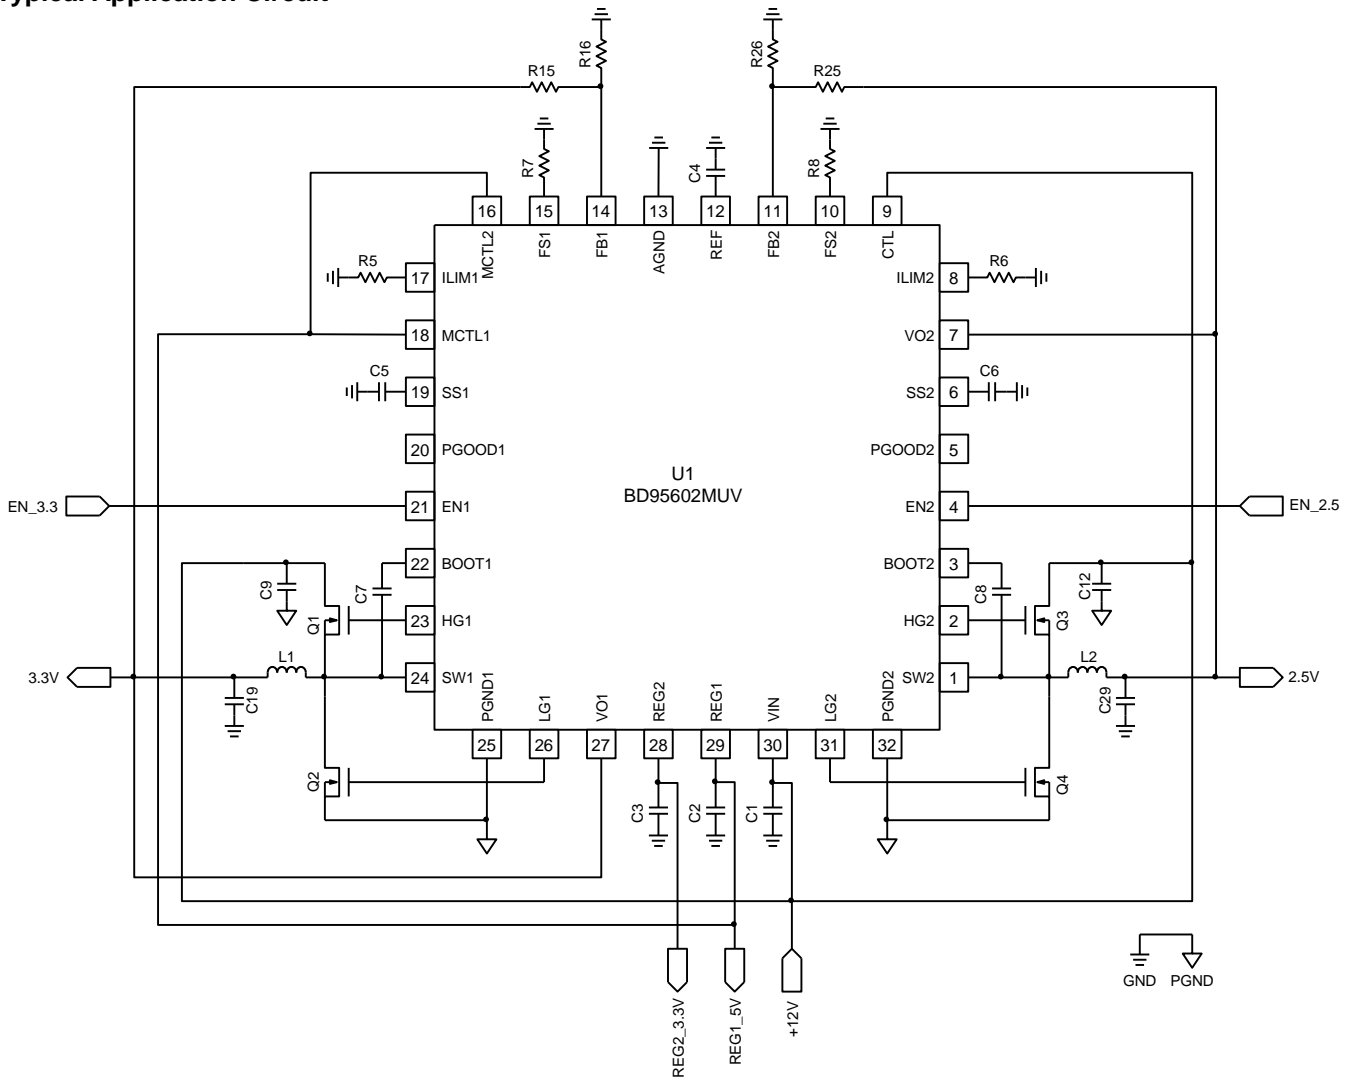 Typical Application Circuit
R16
R26
R15
R25
R7
C4
R8
16
15
14
13
12
11
10
9
MCTL2
FS1
FB1
AGND
REF
FB2
FS2
CTL
R5
17
ILIM1
ILIM2
8
R6
18
MCTL1
VO2
7
C5
19
SS1
SS2
6
C6
20
PGOOD1
PGOOD2
5
U1
BD95602MUV
EN_3.3
21
EN1
EN2
4
EN_2.5
22
BOOT1
BOOT2
3
C9
C7
C8
C12
Q1
23
HG1
HG2
2
Q3
3.3V
L1
24
SW1
SW2
1
L2
2.5V
C19
C29
PGND1
LG1
VO1
REG2
REG1
VIN
LG2
PGND2
25
26
27
28
29
30
31
32
Q2
Q4
C3
C2
C1
REG2_3.3V
REG1_5V
+12V
GND
PGND